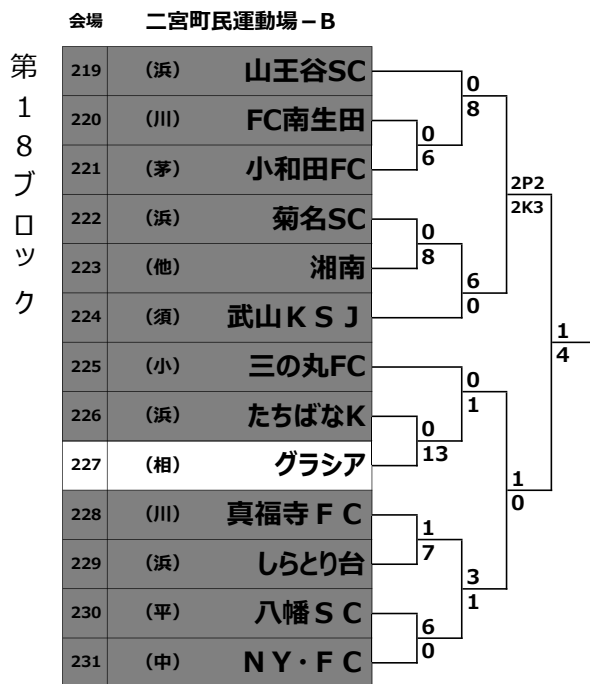 会場 二宮町民運動場－B
第18ブロック
219 （浜） 山王谷SC
220 （川） FC南生田
221 （茅） 小和田FC
222 （浜） 菊名SC
223 （他） 湘南
224 （須） 武山ＫＳＪ
225 （小） 三の丸FC
226 （浜） たちばなK
227 （相） グラシア
228 （川） 真福寺ＦＣ
229 （浜） しらとり台
230 （平） 八幡ＳＣ
231 （中） ＮＹ・ＦＣ
0
8
0
6
2P2
2K3
0
8
6
0
1
4
0
1
0
13
1
0
1
7
3
1
6
0